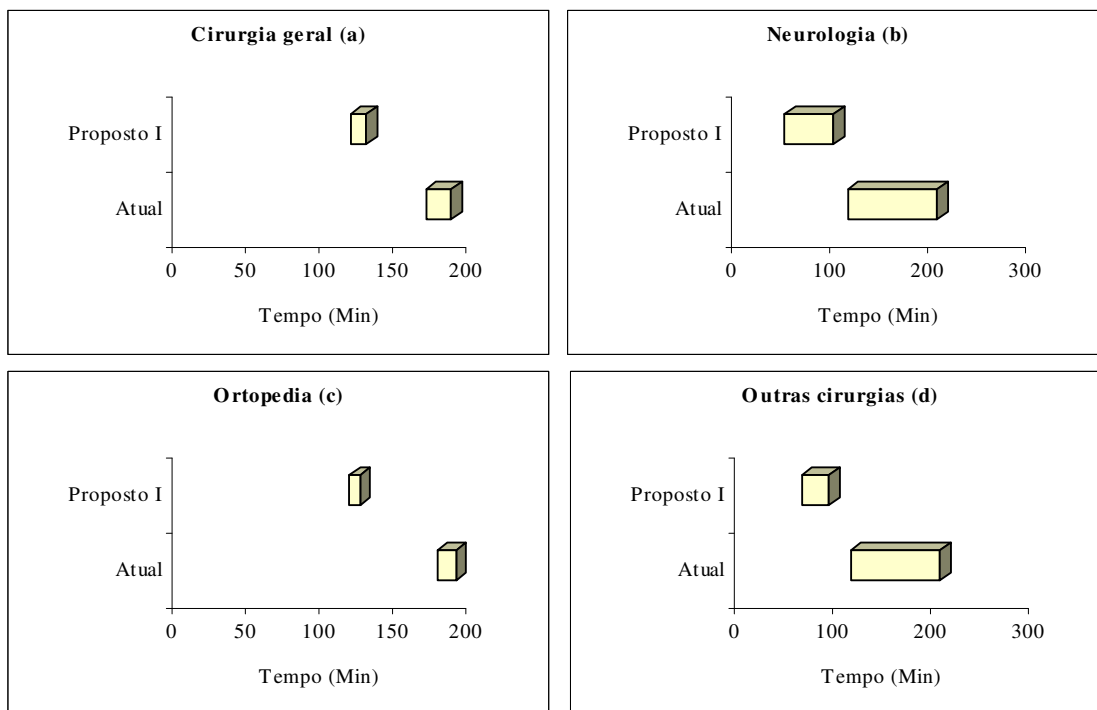 Cirurgia geral (a)
Proposto I
Atual
0 50 100 150 200
Tempo (Min)
Neurologia (b)
Proposto I
Atual
0 100 200 300
Tempo (Min)
Ortopedia (c)
Proposto I
Atual
0 50 100 150 200
Tempo (Min)
Outras cirurgias (d)
Proposto I
Atual
0 100 200 300
Tempo (Min)